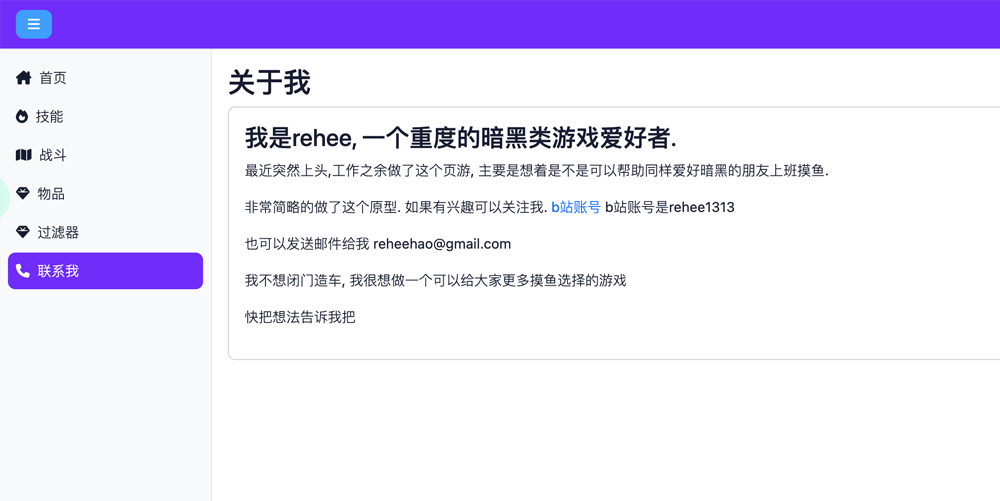 首页
技能
战斗
物品
过滤器
联系我
关于我
我是rehee, 一个重度的暗黑类游戏爱好者.
最近突然上头,工作之余做了这个页游, 主要是想着是不是可以帮助同样爱好暗黑的朋友上班摸鱼.
非常简略的做了这个原型. 如果有兴趣可以关注我. b站账号 b站账号是rehee1313
也可以发送邮件给我 reheehao@gmail.com
我不想闭门造车, 我很想做一个可以给大家更多摸鱼选择的游戏
快把想法告诉我把